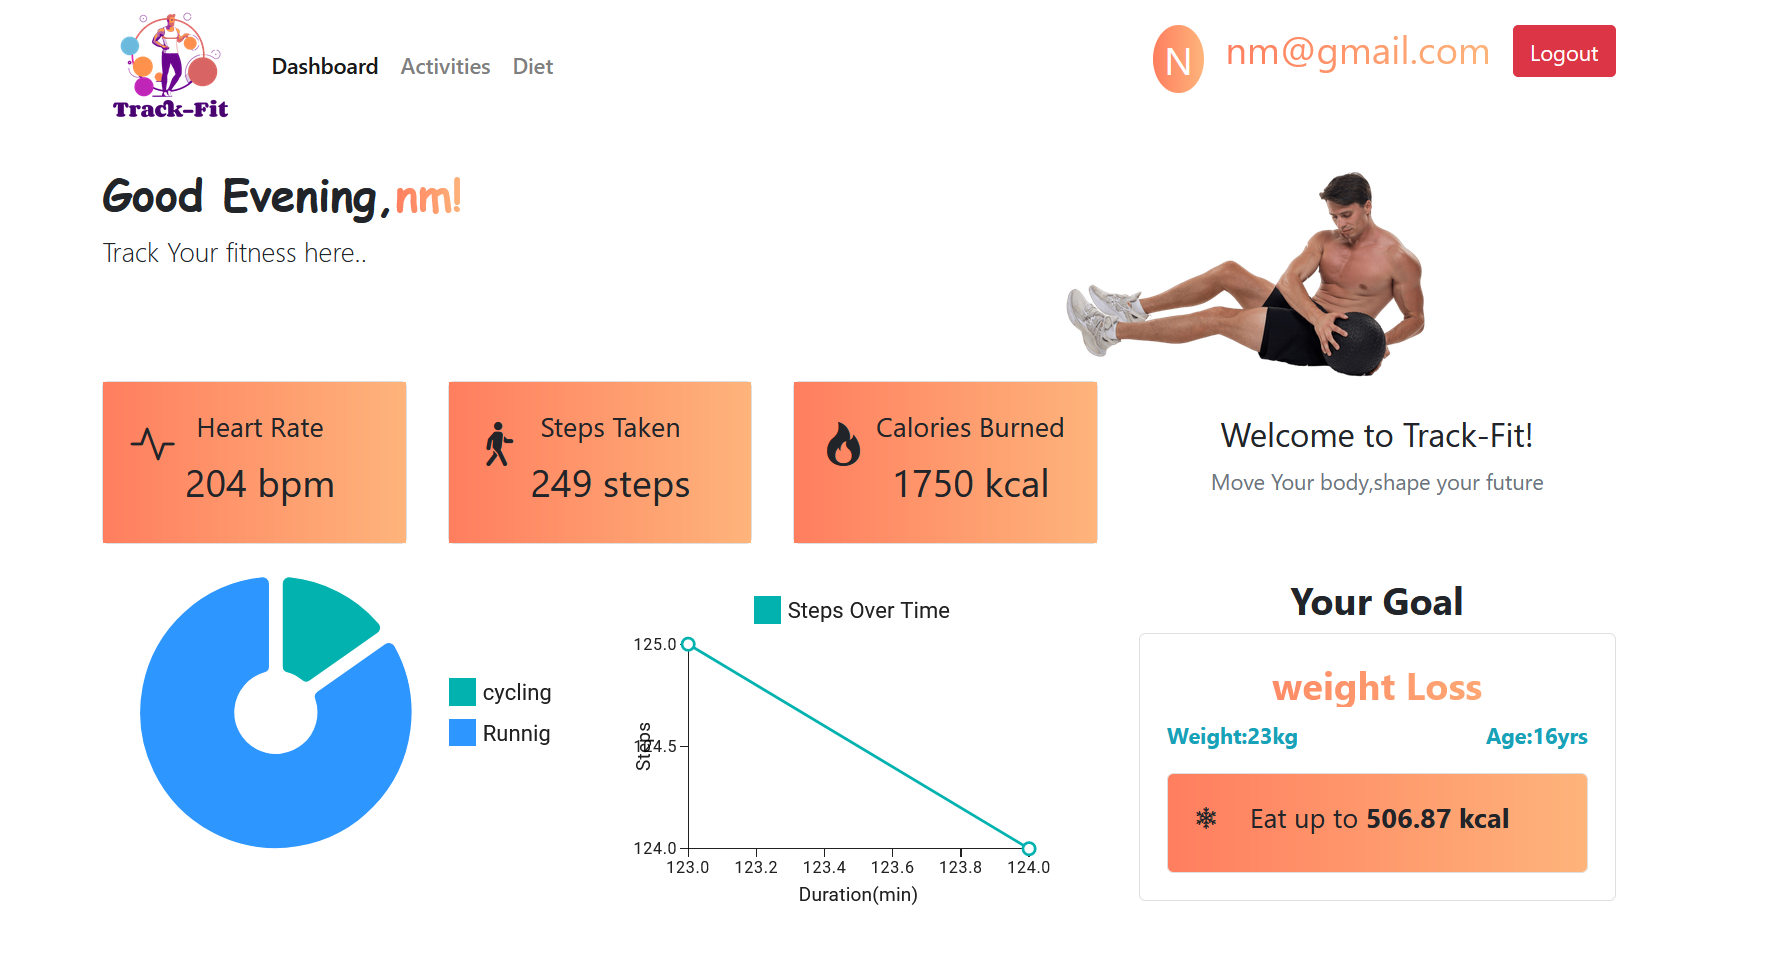 Track-Fit
Dashboard Activities Diet
N nm@gmail.com Logout
Good Evening,nm!
Track Your fitness here..
Heart Rate
204 bpm
Steps Taken
249 steps
Calories Burned
1750 kcal
Welcome to Track-Fit!
Move Your body,shape your future
cycling
Runnig
Steps Over Time
125.0
124.5
124.0
Steps
123.0 123.2 123.4 123.6 123.8 124.0
Duration(min)
Your Goal
weight Loss
Weight:23kg Age:16yrs
Eat up to 506.87 kcal